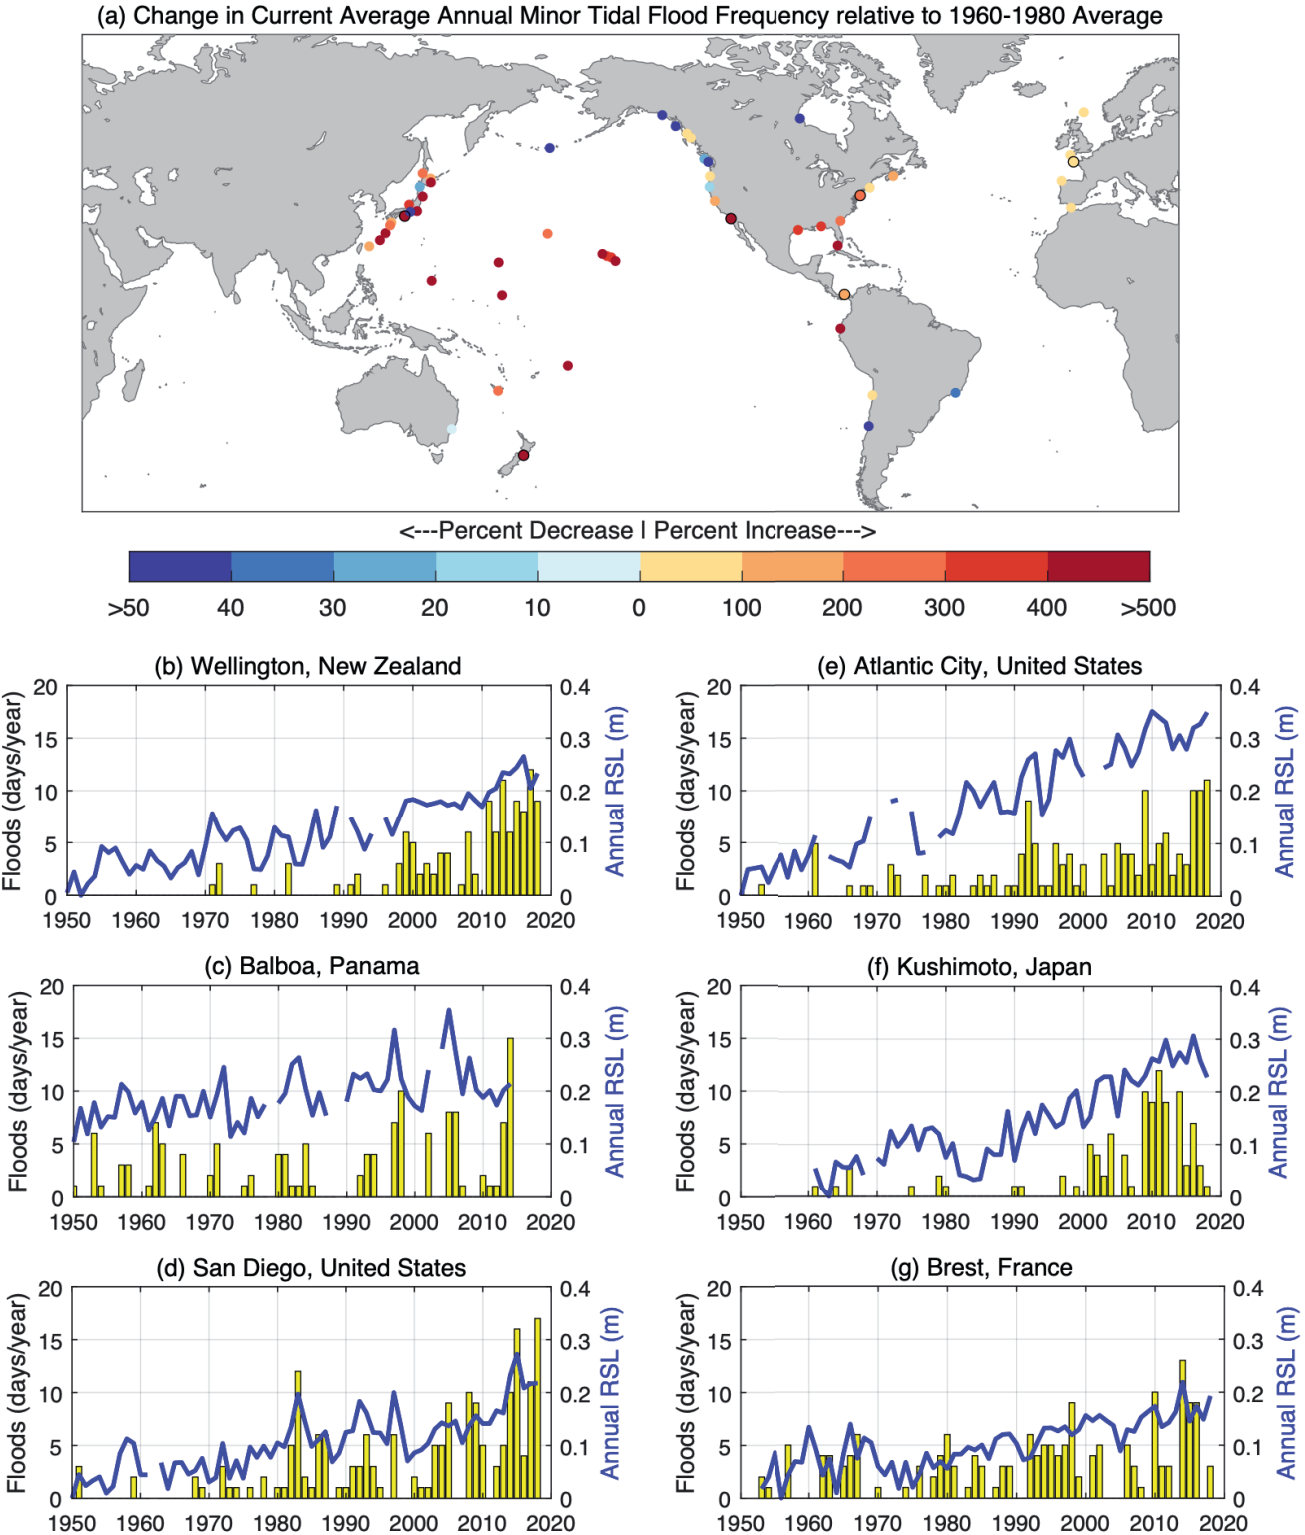 (a) Change in Current Average Annual Minor Tidal Flood Frequency relative to 1960-1980 Average
<---Percent Decrease | Percent Increase--->
>50 40 30 20 10 0 100 200 300 400 >500
(b) Wellington, New Zealand
Floods (days/year)
20 15 10 5 0
0.4 0.3 0.2 0.1 0
Annual RSL (m)
1950 1960 1970 1980 1990 2000 2010 2020
(e) Atlantic City, United States
Floods (days/year)
20 15 10 5 0
0.4 0.3 0.2 0.1 0
Annual RSL (m)
1950 1960 1970 1980 1990 2000 2010 2020
(c) Balboa, Panama
Floods (days/year)
20 15 10 5 0
0.4 0.3 0.2 0.1 0
Annual RSL (m)
1950 1960 1970 1980 1990 2000 2010 2020
(f) Kushimoto, Japan
Floods (days/year)
20 15 10 5 0
0.4 0.3 0.2 0.1 0
Annual RSL (m)
1950 1960 1970 1980 1990 2000 2010 2020
(d) San Diego, United States
Floods (days/year)
20 15 10 5 0
0.4 0.3 0.2 0.1 0
Annual RSL (m)
1950 1960 1970 1980 1990 2000 2010 2020
(g) Brest, France
Floods (days/year)
20 15 10 5 0
0.4 0.3 0.2 0.1 0
Annual RSL (m)
1950 1960 1970 1980 1990 2000 2010 2020